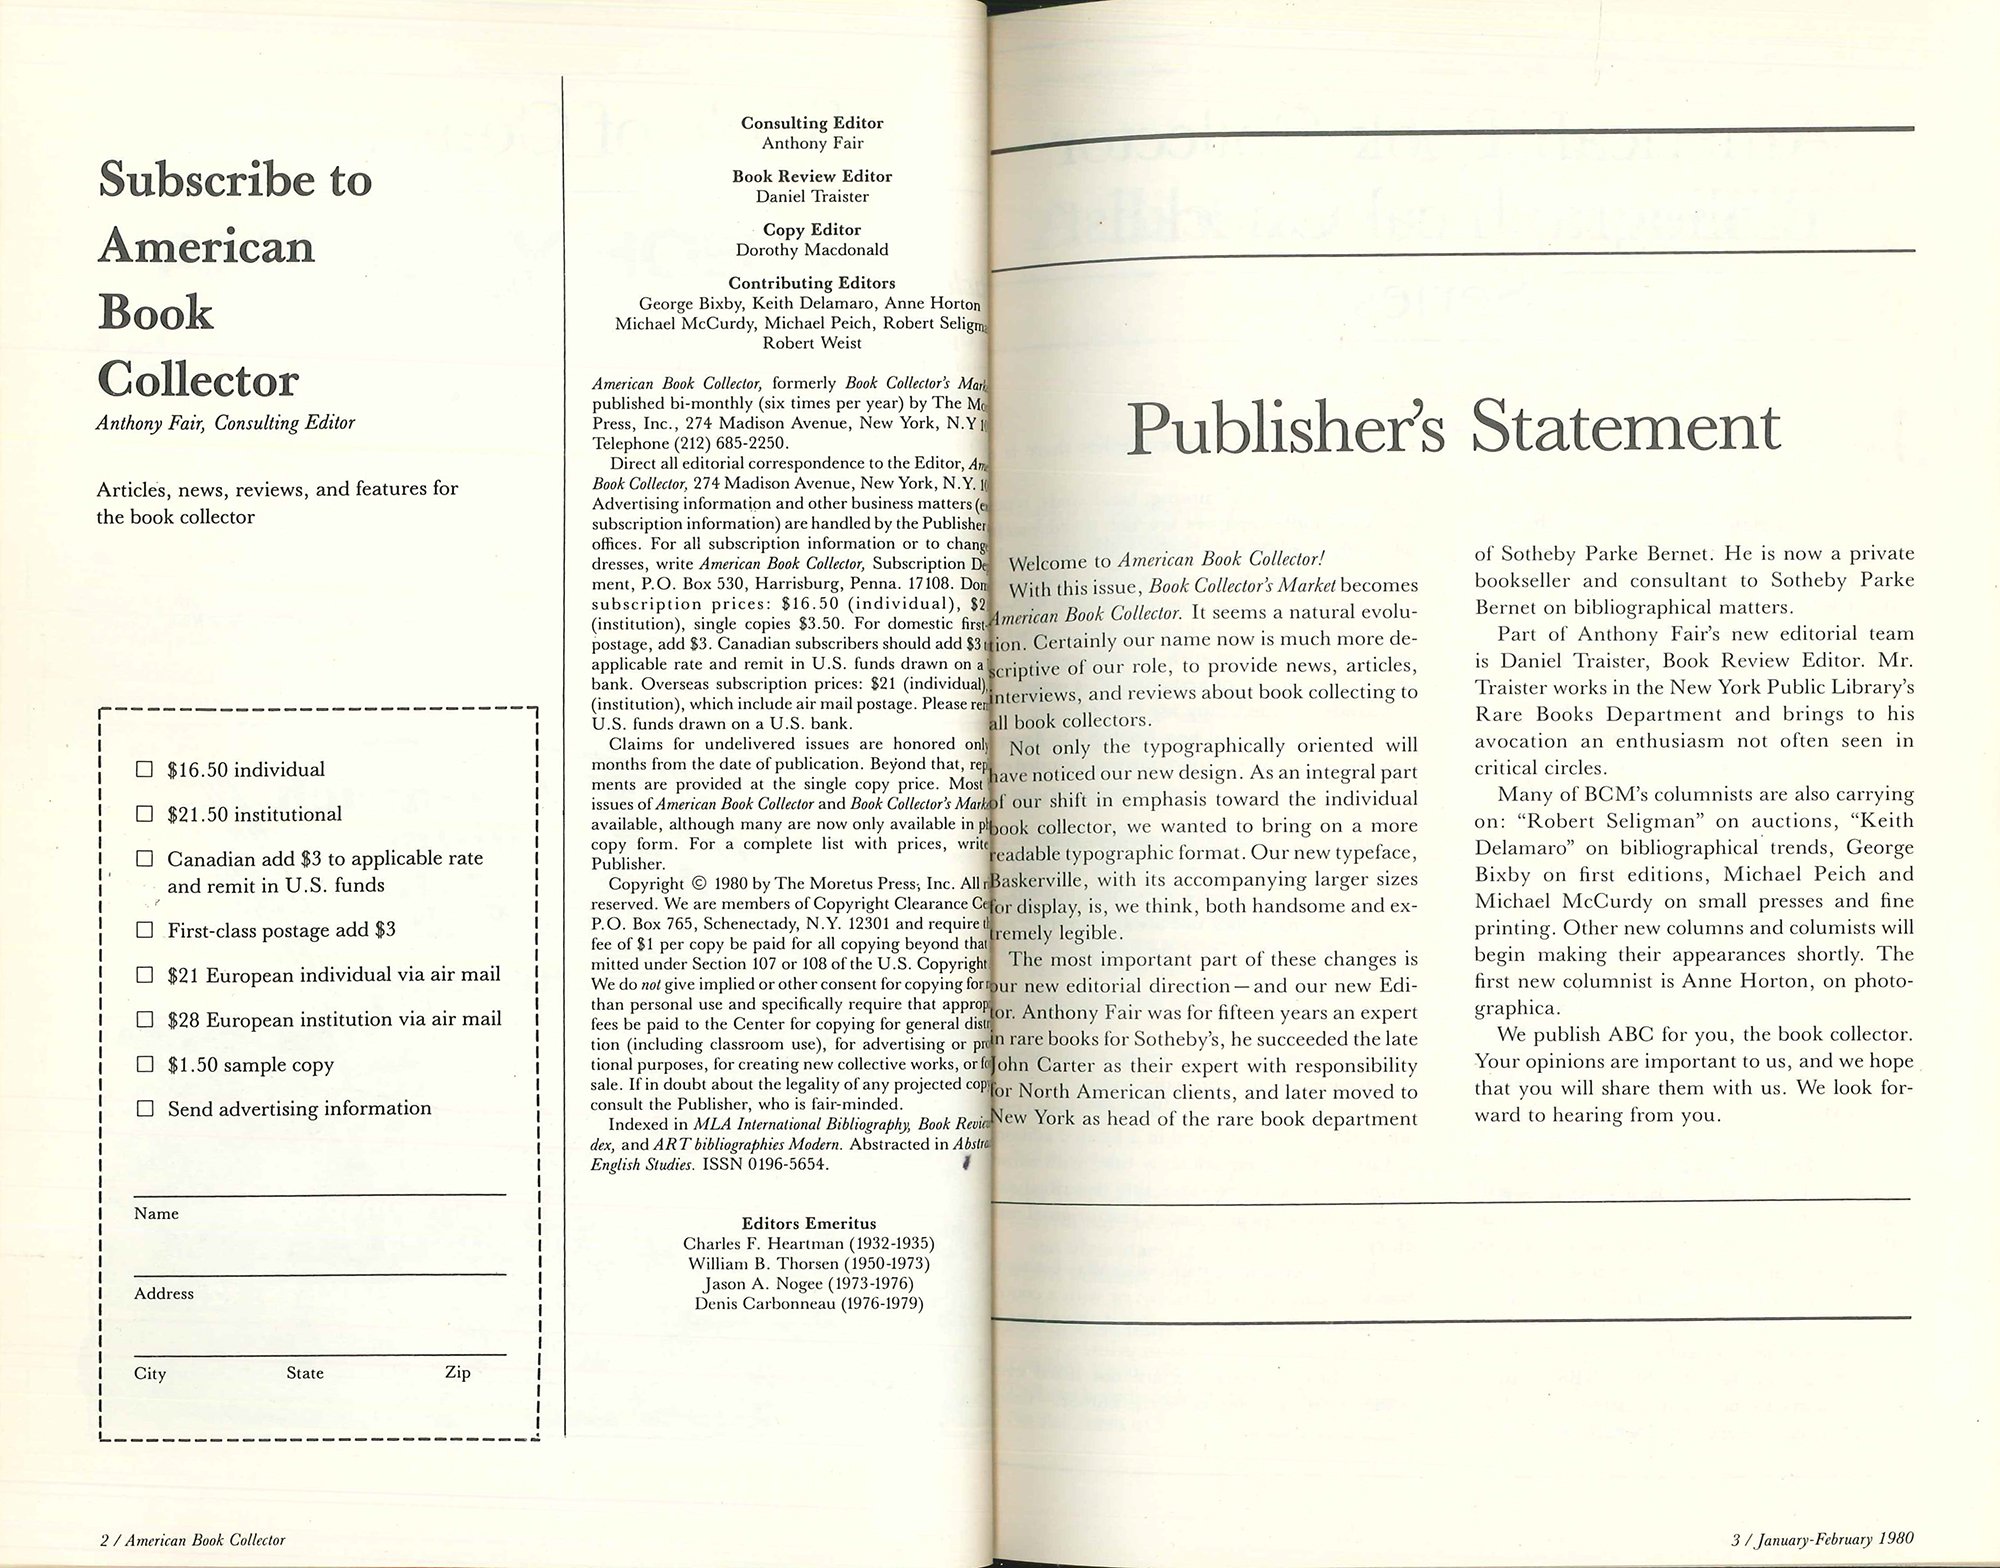 Subscribe to
American
Book
Collector
Anthony Fair, Consulting Editor
Articles, news, reviews, and features for
the book collector
$16.50 individual
$21.50 institutional
Canadian add $3 to applicable rate
and remit in U.S. funds
First-class postage add $3
$21 European individual via air mail
$28 European institution via air mail
$1.50 sample copy
Send advertising information
Name
Address
City State Zip
2 / American Book Collector
Consulting Editor
Anthony Fair
Book Review Editor
Daniel Traister
Copy Editor
Dorothy Macdonald
Contributing Editors
George Bixby, Keith Delamaro, Anne Horton
Michael McCurdy, Michael Peich, Robert
Robert Weist
American Book Collector, formerly Book Collector's
published bi-monthly (six times per year) by The
Press, Inc., 274 Madison Avenue, New York, N.Y
Telephone (212) 685-2250.
Direct all editorial correspondence to the Editor,
Book Collector, 274 Madison Avenue, New York, N.Y.
Advertising information and other business matters
subscription information) are handled by the Publisher
offices. For all subscription information or to
dresses, write American Book Collector, Subscription
ment, P.O. Box 530, Harrisburg, Penna. 17108.
subscription prices: $16.50 (individual),
(institution), single copies $3.50. For domestic first-
postage, add $3. Canadian subscribers should add $3
applicable rate and remit in U.S. funds drawn on a
bank. Overseas subscription prices: $21 (individual),
(institution), which include air mail postage. Please
U.S. funds drawn on a U.S. bank.
Claims for undelivered issues are honored
months from the date of publication. Beyond that,
ments are provided at the single copy price. Most
issues of American Book Collector and Book Collector's
available, although many are now only available in
copy form. For a complete list with prices, write
Publisher.
Copyright © 1980 by The Moretus Press, Inc. All
reserved. We are members of Copyright Clearance
P.O. Box 765, Schenectady, N.Y. 12301 and require
fee of $1 per copy be paid for all copying beyond that
mitted under Section 107 or 108 of the U.S. Copyright
We do not give implied or other consent for copying for
than personal use and specifically require that
fees be paid to the Center for copying for general
tion (including classroom use), for advertising or
tional purposes, for creating new collective works, or
sale. If in doubt about the legality of any projected
consult the Publisher, who is fair-minded.
Indexed in MLA International Bibliography, Book
dex, and ART bibliographies Modern. Abstracted in
English Studies. ISSN 0196-5654.
Editors Emeritus
Charles F. Heartman (1932-1935)
William B. Thorsen (1950-1973)
Jason A. Nogee (1973-1976)
Denis Carbonneau (1976-1979)
Publisher's Statement
Welcome to American Book Collector!
With this issue, Book Collector's Market becomes
American Book Collector. It seems a natural evolu-
tion. Certainly our name now is much more de-
scriptive of our role, to provide news, articles,
interviews, and reviews about book collecting to
all book collectors.
Not only the typographically oriented will
have noticed our new design. As an integral part
of our shift in emphasis toward the individual
book collector, we wanted to bring on a more
readable typographic format. Our new typeface,
Baskerville, with its accompanying larger sizes
for display, is, we think, both handsome and ex-
tremely legible.
The most important part of these changes is
our new editorial direction—and our new Edi-
tor. Anthony Fair was for fifteen years an expert
in rare books for Sotheby's, he succeeded the late
John Carter as their expert with responsibility
for North American clients, and later moved to
New York as head of the rare book department
of Sotheby Parke Bernet. He is now a private
bookseller and consultant to Sotheby Parke
Bernet on bibliographical matters.
Part of Anthony Fair's new editorial team
is Daniel Traister, Book Review Editor. Mr.
Traister works in the New York Public Library's
Rare Books Department and brings to his
avocation an enthusiasm not often seen in
critical circles.
Many of BCM's columnists are also carrying
on: "Robert Seligman" on auctions, "Keith
Delamaro" on bibliographical trends, George
Bixby on first editions, Michael Peich and
Michael McCurdy on small presses and fine
printing. Other new columns and columists will
begin making their appearances shortly. The
first new columnist is Anne Horton, on photo-
graphica.
We publish ABC for you, the book collector.
Your opinions are important to us, and we hope
that you will share them with us. We look for-
ward to hearing from you.
3 / January-February 1980